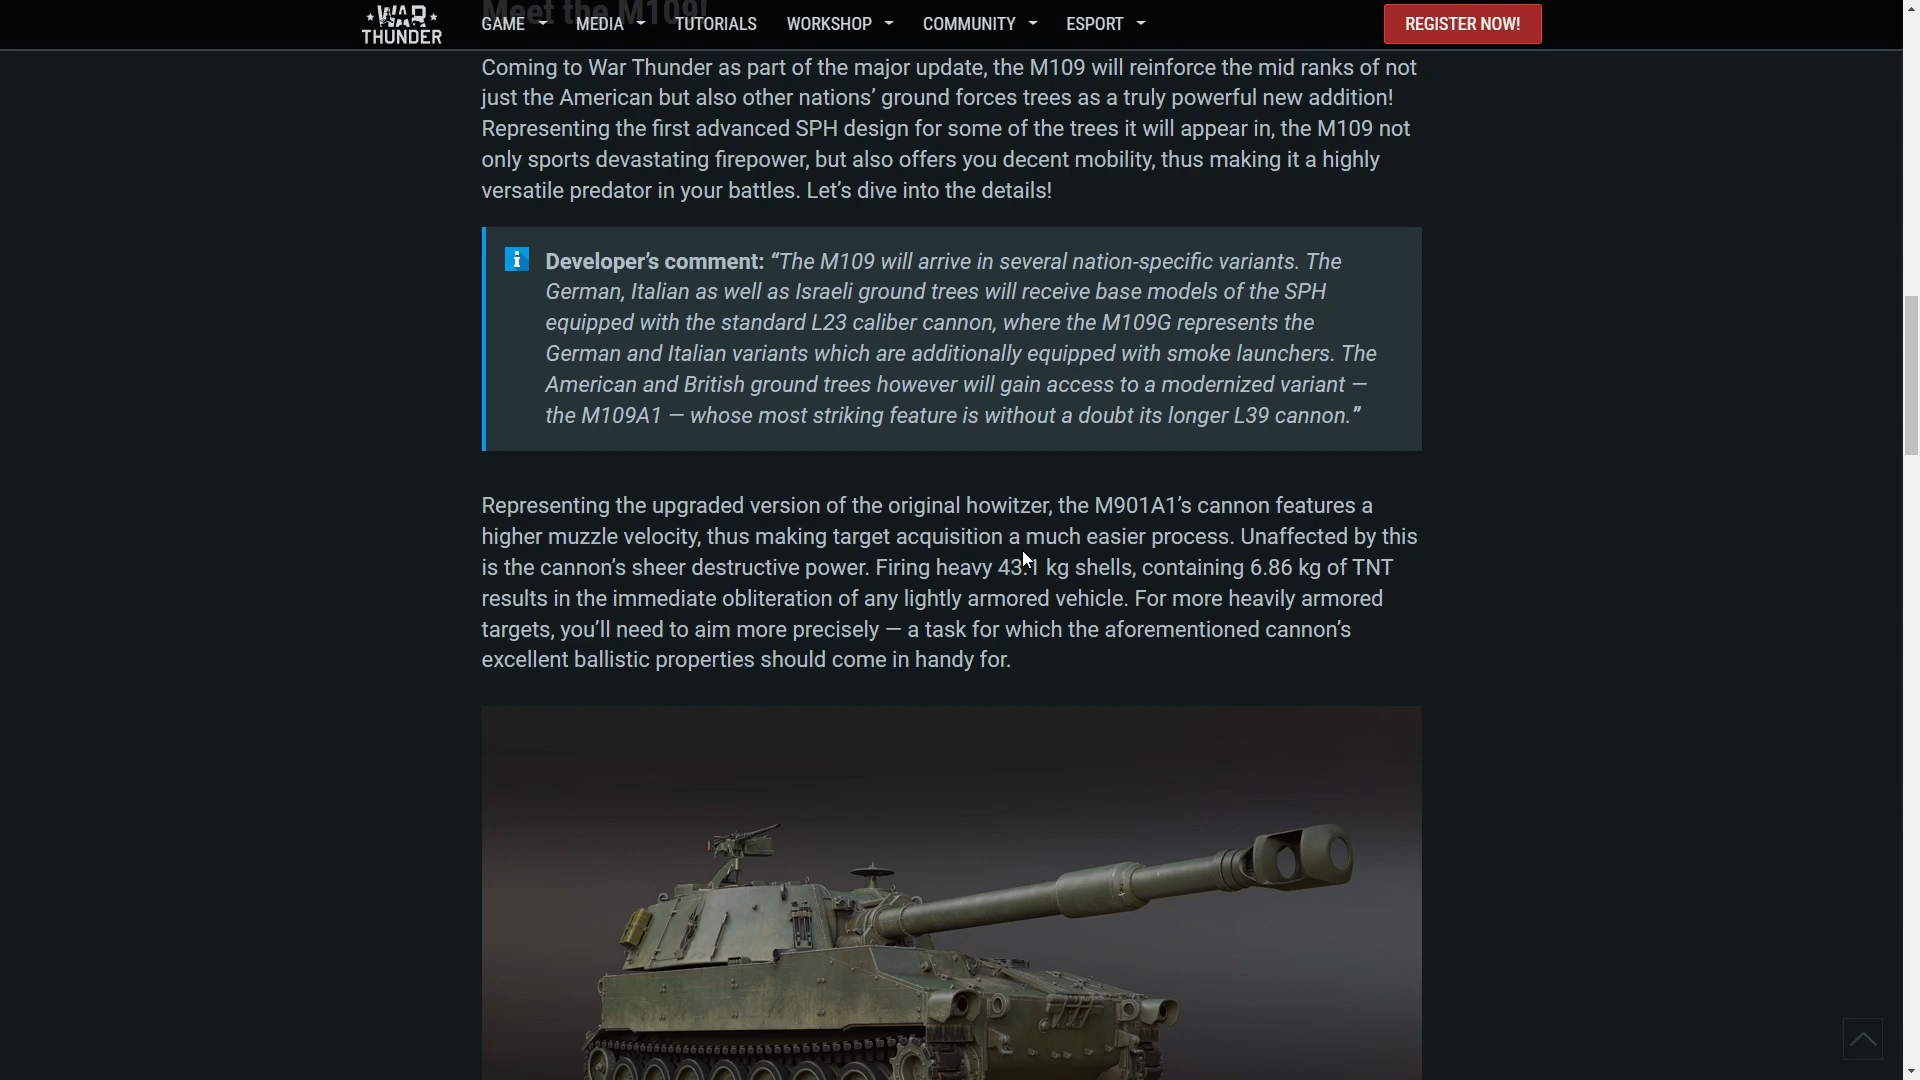 Meet the M109!
WAR
THUNDER
GAME
MEDIA
TUTORIALS
WORKSHOP
COMMUNITY
ESPORT
REGISTER NOW!
Coming to War Thunder as part of the major update, the M109 will reinforce the mid ranks of not
just the American but also other nations’ ground forces trees as a truly powerful new addition!
Representing the first advanced SPH design for some of the trees it will appear in, the M109 not
only sports devastating firepower, but also offers you decent mobility, thus making it a highly
versatile predator in your battles. Let’s dive into the details!
i
Developer’s comment: “The M109 will arrive in several nation-specific variants. The
German, Italian as well as Israeli ground trees will receive base models of the SPH
equipped with the standard L23 caliber cannon, where the M109G represents the
German and Italian variants which are additionally equipped with smoke launchers. The
American and British ground trees however will gain access to a modernized variant —
the M109A1 — whose most striking feature is without a doubt its longer L39 cannon.”
Representing the upgraded version of the original howitzer, the M901A1’s cannon features a
higher muzzle velocity, thus making target acquisition a much easier process. Unaffected by this
is the cannon’s sheer destructive power. Firing heavy 43.1 kg shells, containing 6.86 kg of TNT
results in the immediate obliteration of any lightly armored vehicle. For more heavily armored
targets, you’ll need to aim more precisely — a task for which the aforementioned cannon’s
excellent ballistic properties should come in handy for.